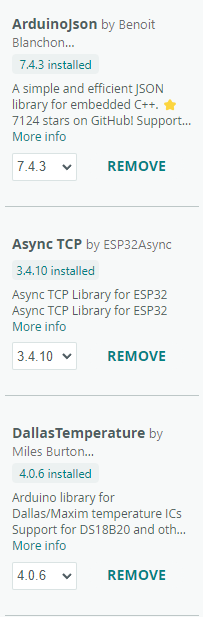 ArduinoJson by Benoit
Blanchon...
7.4.3 installed
A simple and efficient JSON
library for embedded C++. ⭐
7124 stars on GitHub! Support...
More info
7.4.3
REMOVE
Async TCP by ESP32Async
3.4.10 installed
Async TCP Library for ESP32
Async TCP Library for ESP32
More info
3.4.10
REMOVE
DallasTemperature by
Miles Burton...
4.0.6 installed
Arduino library for
Dallas/Maxim temperature ICs
Support for DS18B20 and oth...
More info
4.0.6
REMOVE